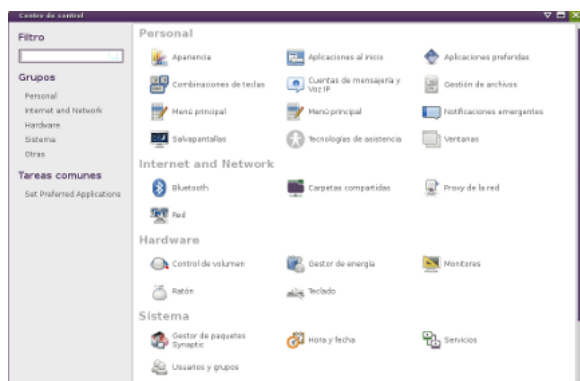 Centro de control
Filtro
Grupos
Personal
Internet and Network
Hardware
Sistema
Otras
Tareas comunes
Set Preferred Applications
Personal
Apariencia
Aplicaciones al inicio
Aplicaciones preferidas
Combinaciones de teclas
Cuentas de mensajería y
Voz IP
Gestión de archivos
Menú principal
Menú principal
Notificaciones emergentes
Salvapantallas
Tecnologías de asistencia
Ventanas
Internet and Network
Bluetooth
Carpetas compartidas
Proxy de la red
Red
Hardware
Control de volumen
Gestor de energía
Monitores
Ratón
Teclado
Sistema
Gestor de paquetes
Synaptic
Hora y fecha
Servicios
Usuarios y grupos